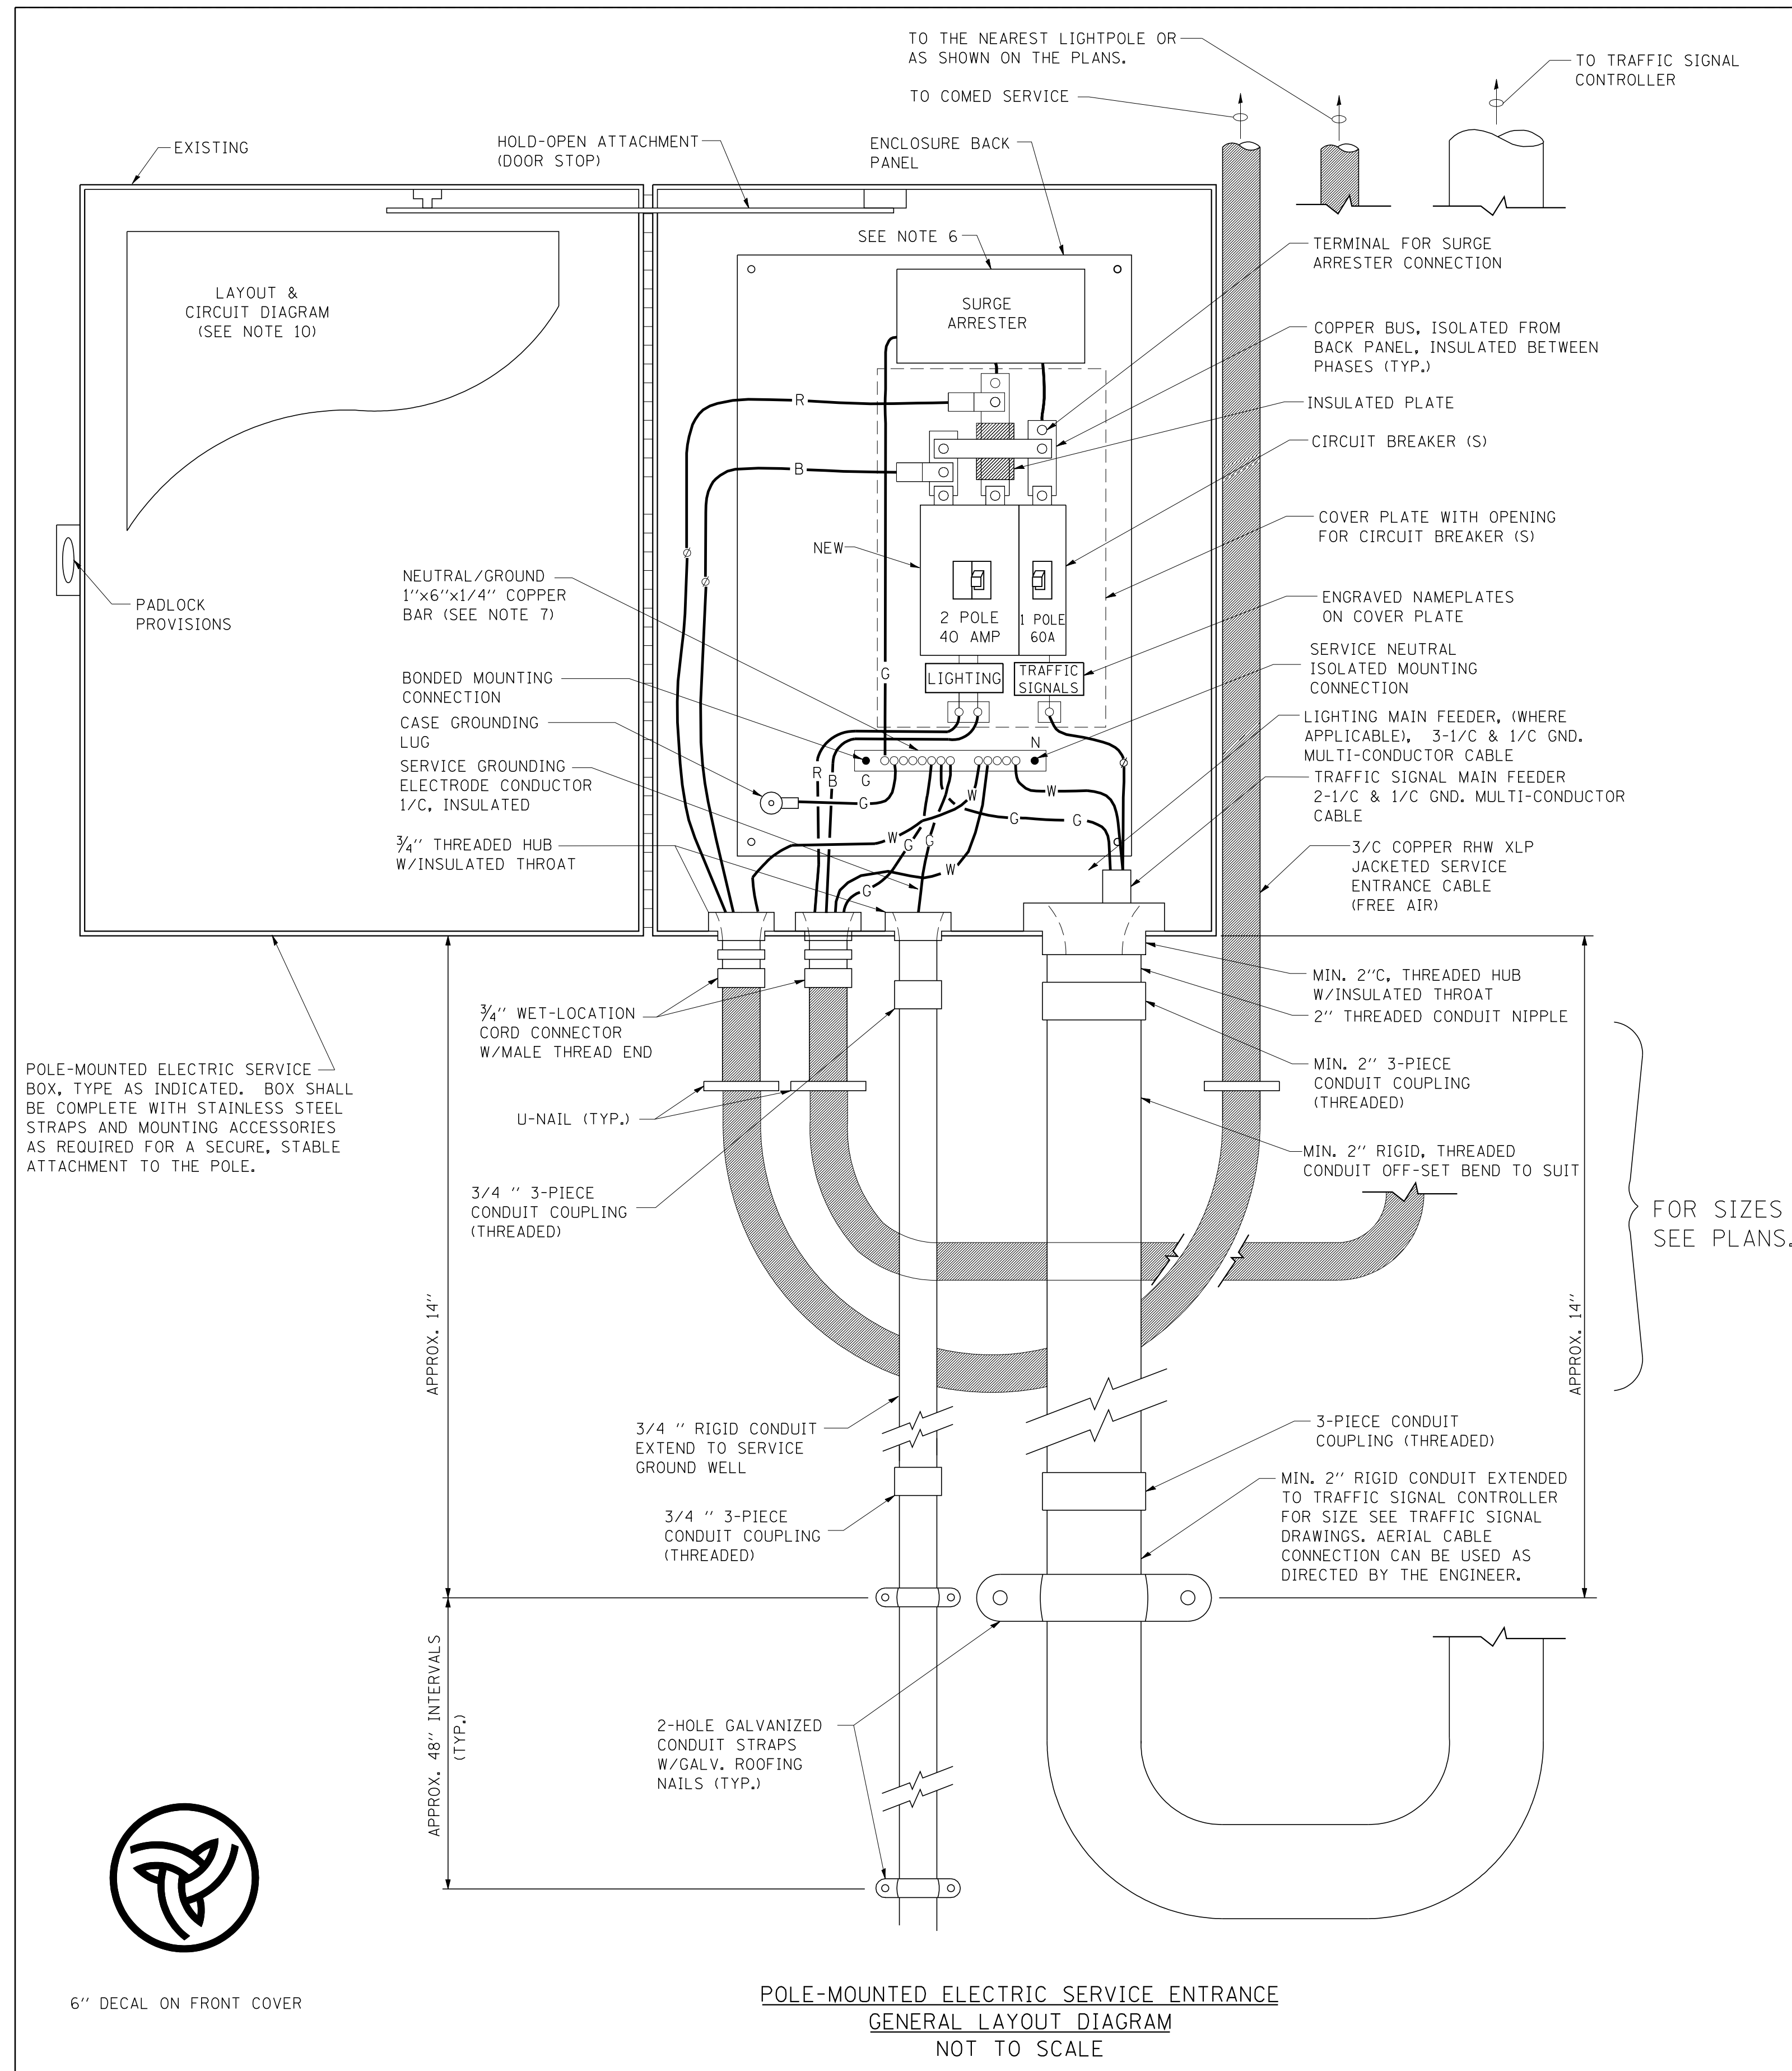 TO THE NEAREST LIGHTPOLE OR
AS SHOWN ON THE PLANS.
TO COMED SERVICE
TO TRAFFIC SIGNAL
CONTROLLER
EXISTING
HOLD-OPEN ATTACHMENT
(DOOR STOP)
ENCLOSURE BACK
PANEL
SEE NOTE 6
LAYOUT &
CIRCUIT DIAGRAM
(SEE NOTE 10)
SURGE
ARRESTER
TERMINAL FOR SURGE
ARRESTER CONNECTION
COPPER BUS, ISOLATED FROM
BACK PANEL, INSULATED BETWEEN
PHASES (TYP.)
INSULATED PLATE
CIRCUIT BREAKER (S)
COVER PLATE WITH OPENING
FOR CIRCUIT BREAKER (S)
ENGRAVED NAMEPLATES
ON COVER PLATE
SERVICE NEUTRAL
ISOLATED MOUNTING
CONNECTION
LIGHTING MAIN FEEDER, (WHERE
APPLICABLE), 3-1/C & 1/C GND.
MULTI-CONDUCTOR CABLE
TRAFFIC SIGNAL MAIN FEEDER
2-1/C & 1/C GND. MULTI-CONDUCTOR
CABLE
3/C COPPER RHW XLP
JACKETED SERVICE
ENTRANCE CABLE
(FREE AIR)
R
B
NEW
2 POLE
40 AMP
1 POLE
60A
LIGHTING
TRAFFIC
SIGNALS
G
N
R
B
G
G
W
W
G
G
W
G
G
W
G
Ø
Ø
Ø
PADLOCK
PROVISIONS
NEUTRAL/GROUND
1''x6''x1/4'' COPPER
BAR (SEE NOTE 7)
BONDED MOUNTING
CONNECTION
CASE GROUNDING
LUG
SERVICE GROUNDING
ELECTRODE CONDUCTOR
1/C, INSULATED
¾'' THREADED HUB
W/INSULATED THROAT
¾'' WET-LOCATION
CORD CONNECTOR
W/MALE THREAD END
U-NAIL (TYP.)
POLE-MOUNTED ELECTRIC SERVICE
BOX, TYPE AS INDICATED. BOX SHALL
BE COMPLETE WITH STAINLESS STEEL
STRAPS AND MOUNTING ACCESSORIES
AS REQUIRED FOR A SECURE, STABLE
ATTACHMENT TO THE POLE.
3/4 '' 3-PIECE
CONDUIT COUPLING
(THREADED)
MIN. 2''C, THREADED HUB
W/INSULATED THROAT
2'' THREADED CONDUIT NIPPLE
MIN. 2'' 3-PIECE
CONDUIT COUPLING
(THREADED)
MIN. 2'' RIGID, THREADED
CONDUIT OFF-SET BEND TO SUIT
FOR SIZES
SEE PLANS.
APPROX. 14''
APPROX. 14''
3/4 '' RIGID CONDUIT
EXTEND TO SERVICE
GROUND WELL
3/4 '' 3-PIECE
CONDUIT COUPLING
(THREADED)
3-PIECE CONDUIT
COUPLING (THREADED)
MIN. 2'' RIGID CONDUIT EXTENDED
TO TRAFFIC SIGNAL CONTROLLER
FOR SIZE SEE TRAFFIC SIGNAL
DRAWINGS. AERIAL CABLE
CONNECTION CAN BE USED AS
DIRECTED BY THE ENGINEER.
APPROX. 48'' INTERVALS
(TYP.)
2-HOLE GALVANIZED
CONDUIT STRAPS
W/GALV. ROOFING
NAILS (TYP.)
6'' DECAL ON FRONT COVER
POLE-MOUNTED ELECTRIC SERVICE ENTRANCE
GENERAL LAYOUT DIAGRAM
NOT TO SCALE